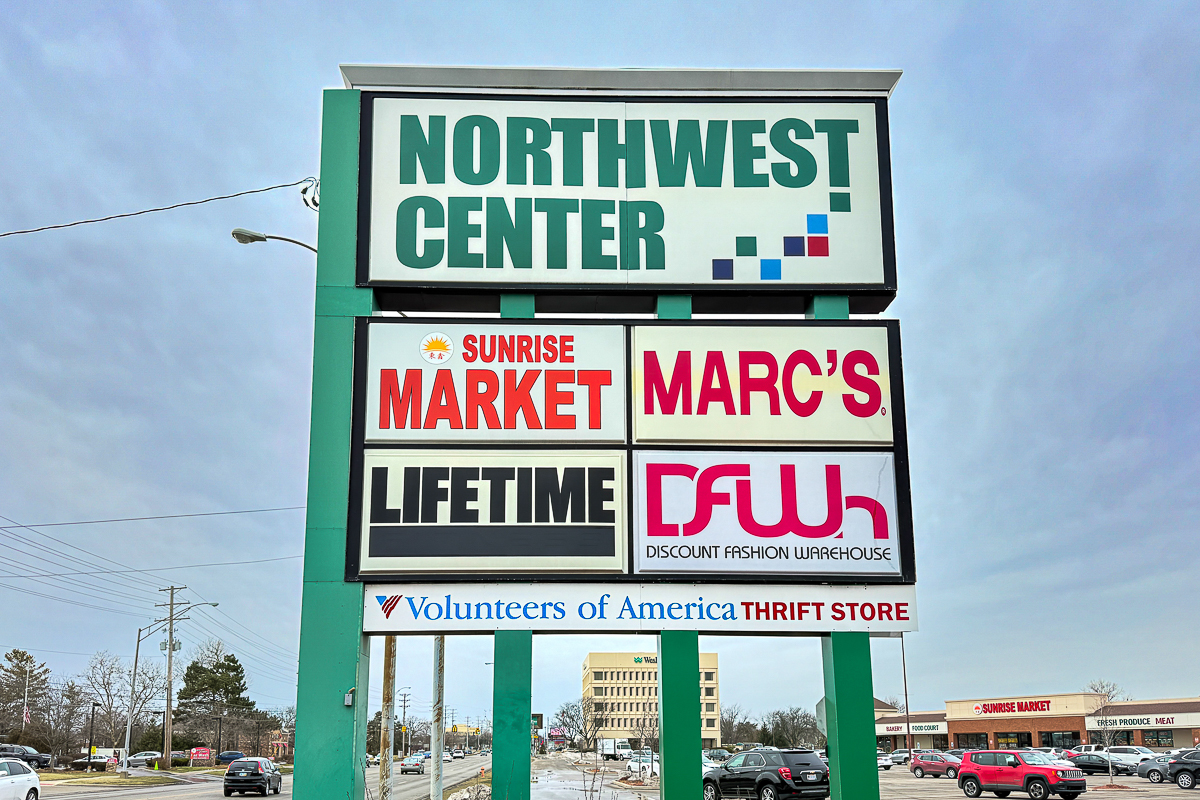 NORTHWEST
CENTER
SUNRISE
MARKET
MARC'S
LIFETIME
DFWh
DISCOUNT FASHION WAREHOUSE
Volunteers of America THRIFT STORE
SUNRISE MARKET
BAKERY FOOD COURT
FRESH PRODUCE MEAT